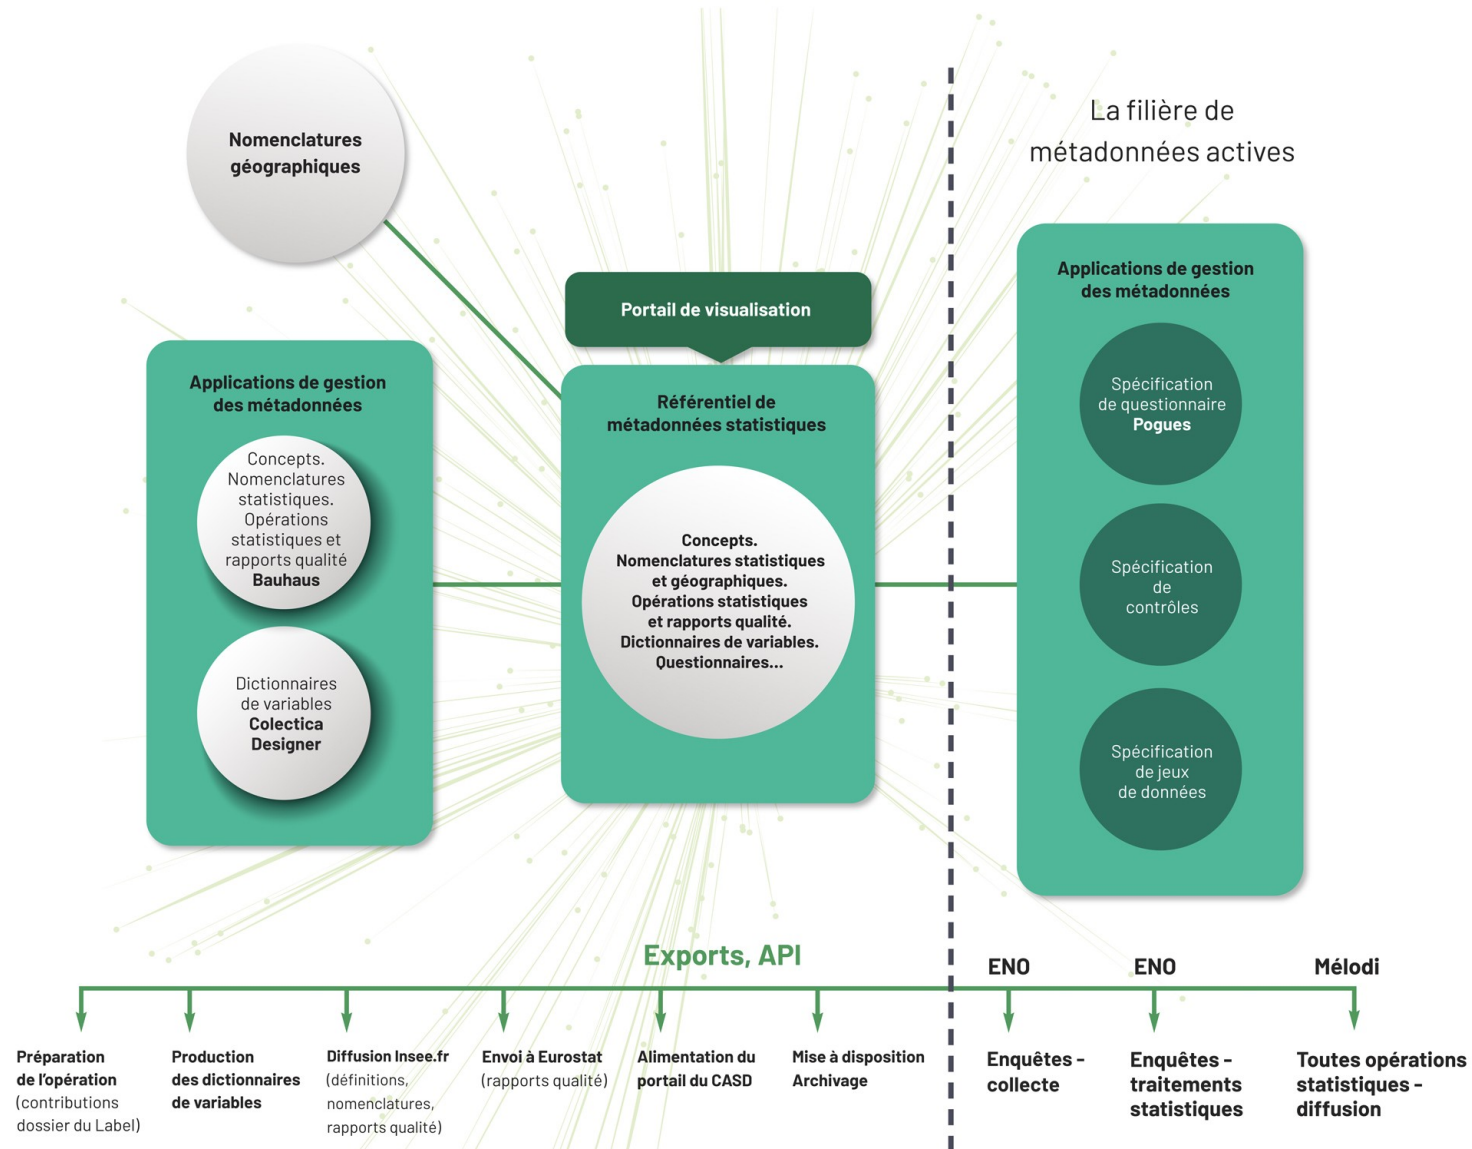 Nomenclatures
géographiques
La filière de
métadonnées actives
Portail de visualisation
Applications de gestion
des métadonnées
Concepts.
Nomenclatures
statistiques.
Opérations
statistiques et
rapports qualité
Bauhaus
Dictionnaires
de variables
Colectica
Designer
Référentiel de
métadonnées statistiques
Concepts.
Nomenclatures statistiques
et géographiques.
Opérations statistiques
et rapports qualité.
Dictionnaires de variables.
Questionnaires...
Applications de gestion
des métadonnées
Spécification
de questionnaire
Pogues
Spécification
de
contrôles
Spécification
de jeux
de données
Exports, API
ENO
ENO
Mélodi
Préparation
de l'opération
(contributions
dossier du Label)
Production
des dictionnaires
de variables
Diffusion Insee.fr
(définitions,
nomenclatures,
rapports qualité)
Envoi à Eurostat
(rapports qualité)
Alimentation du
portail du CASD
Mise à disposition
Archivage
Enquêtes -
collecte
Enquêtes -
traitements
statistiques
Toutes opérations
statistiques -
diffusion